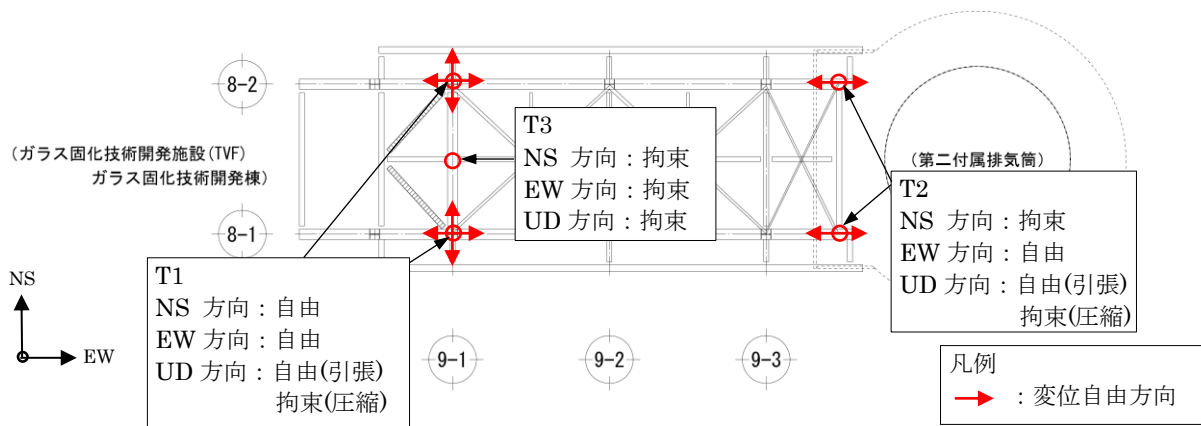 8-2
(ガラス固化技術開発施設(TVF)
ガラス固化技術開発棟)
8-1
T3
NS 方向：拘束
EW 方向：拘束
UD 方向：拘束
(第二付属排気筒)
T2
NS 方向：拘束
EW 方向：自由
UD 方向：自由(引張)
拘束(圧縮)
T1
NS 方向：自由
EW 方向：自由
UD 方向：自由(引張)
拘束(圧縮)
NS
EW
9-1
9-2
9-3
凡例
：変位自由方向